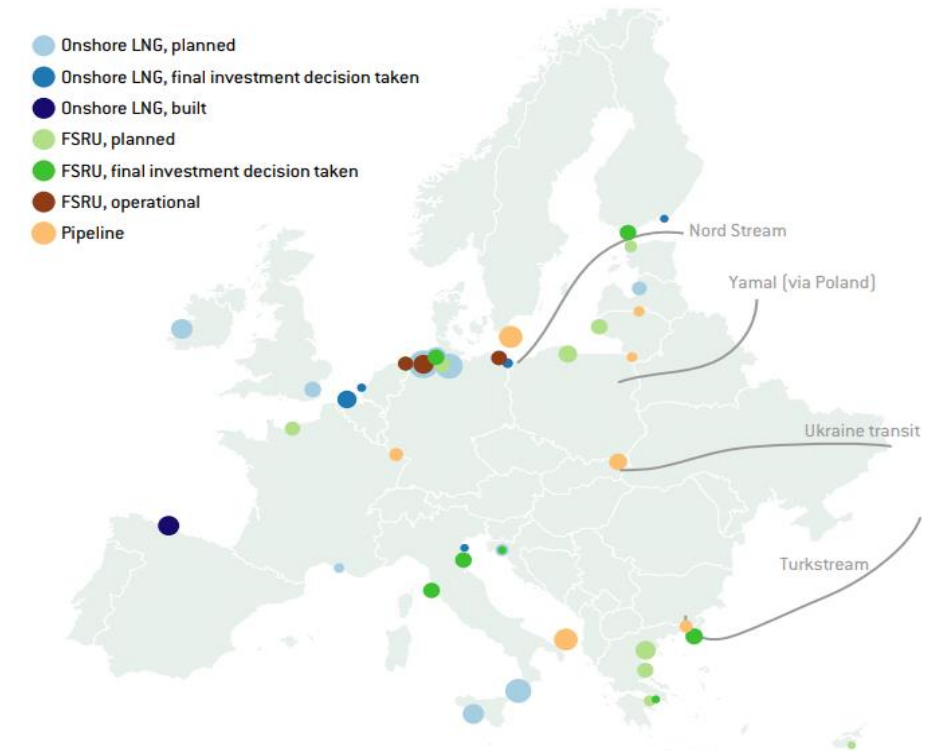 Onshore LNG, planned
Onshore LNG, final investment decision taken
Onshore LNG, built
FSRU, planned
FSRU, final investment decision taken
FSRU, operational
Pipeline
Nord Stream
Yamal (via Poland)
Ukraine transit
Turkstream